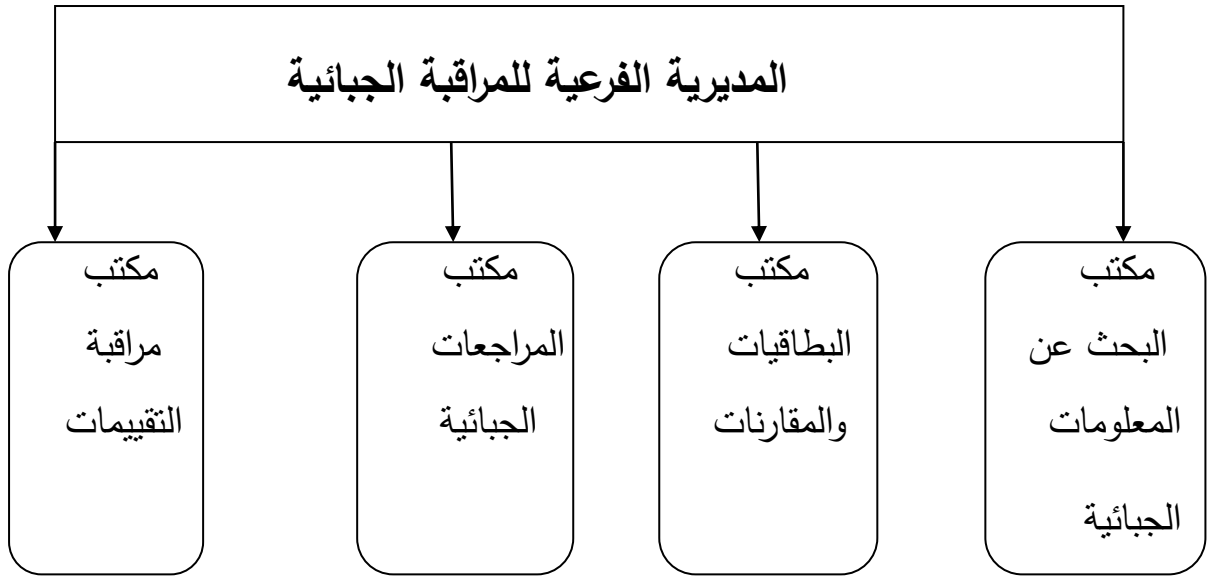 المديرية الفرعية للمراقبة الجبائية
مكتب
البحث عن
المعلومات
الجبائية
مكتب
البطاقيات
والمقارنات
مكتب
المراجعات
الجبائية
مكتب
مراقبة
التقييمات